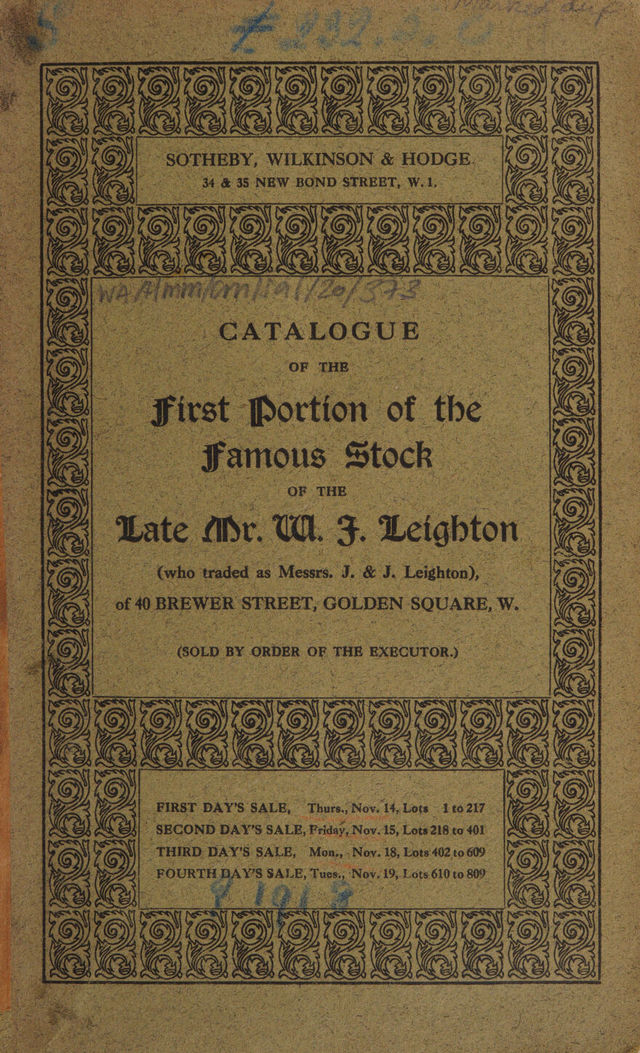 £ 232. 3. 0
SOTHEBY, WILKINSON & HODGE.
34 & 35 NEW BOND STREET, W. 1.
CATALOGUE
OF THE
First Portion of the
Famous Stock
OF THE
Late Mr. W. J. Leighton
(who traded as Messrs. J. & J. Leighton),
of 40 BREWER STREET, GOLDEN SQUARE, W.
(SOLD BY ORDER OF THE EXECUTOR.)
FIRST DAY'S SALE, Thurs., Nov. 14, Lots 1 to 217
SECOND DAY'S SALE, Friday, Nov. 15, Lots 218 to 401
THIRD DAY'S SALE, Mon., Nov. 18, Lots 402 to 609
FOURTH DAY'S SALE, Tues., Nov. 19, Lots 610 to 809
1918